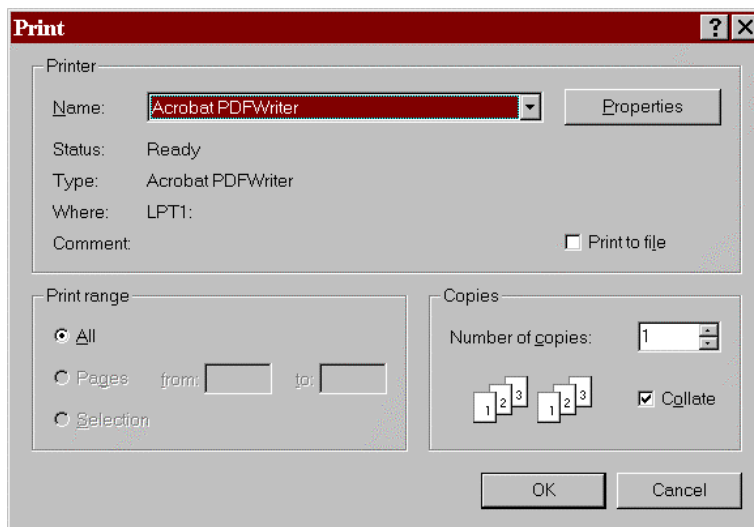 Print
Printer
Name: Acrobat PDFWriter Properties
Status: Ready
Type: Acrobat PDFWriter
Where: LPT1:
Comment:
Print to file
Print range
All
Pages from: to:
Selection
Copies
Number of copies: 1
1 2 3 1 2 3
Collate
OK Cancel